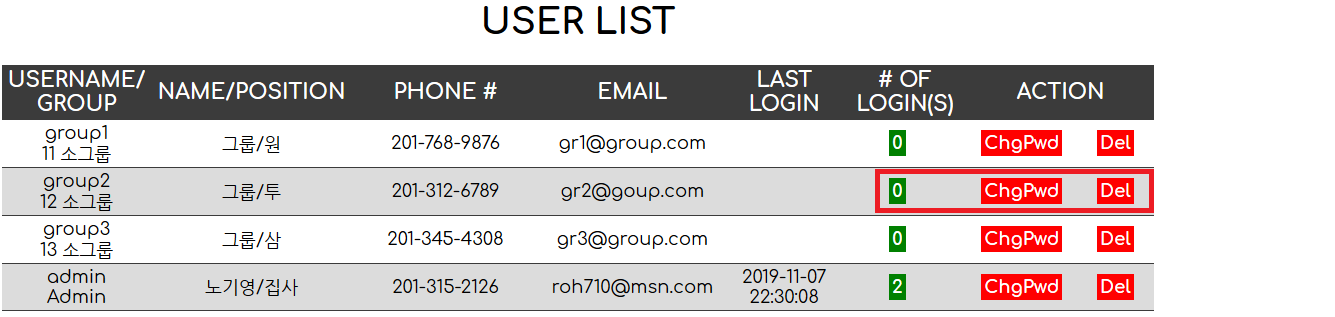 USER LIST
USERNAME/ GROUP NAME/POSITION PHONE # EMAIL LAST LOGIN # OF LOGIN(S) ACTION
group1 11 소그룹 그룹/원 201-768-9876 gr1@group.com 0 ChgPwd Del
group2 12 소그룹 그룹/투 201-312-6789 gr2@goup.com 0 ChgPwd Del
group3 13 소그룹 그룹/삼 201-345-4308 gr3@group.com 0 ChgPwd Del
admin Admin 노기영/집사 201-315-2126 roh710@msn.com 2019-11-07 22:30:08 2 ChgPwd Del